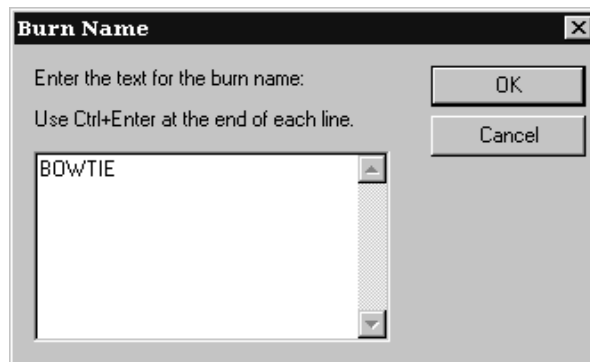 Burn Name
Enter the text for the burn name:
OK
Use Ctrl+Enter at the end of each line.
Cancel
BOWTIE